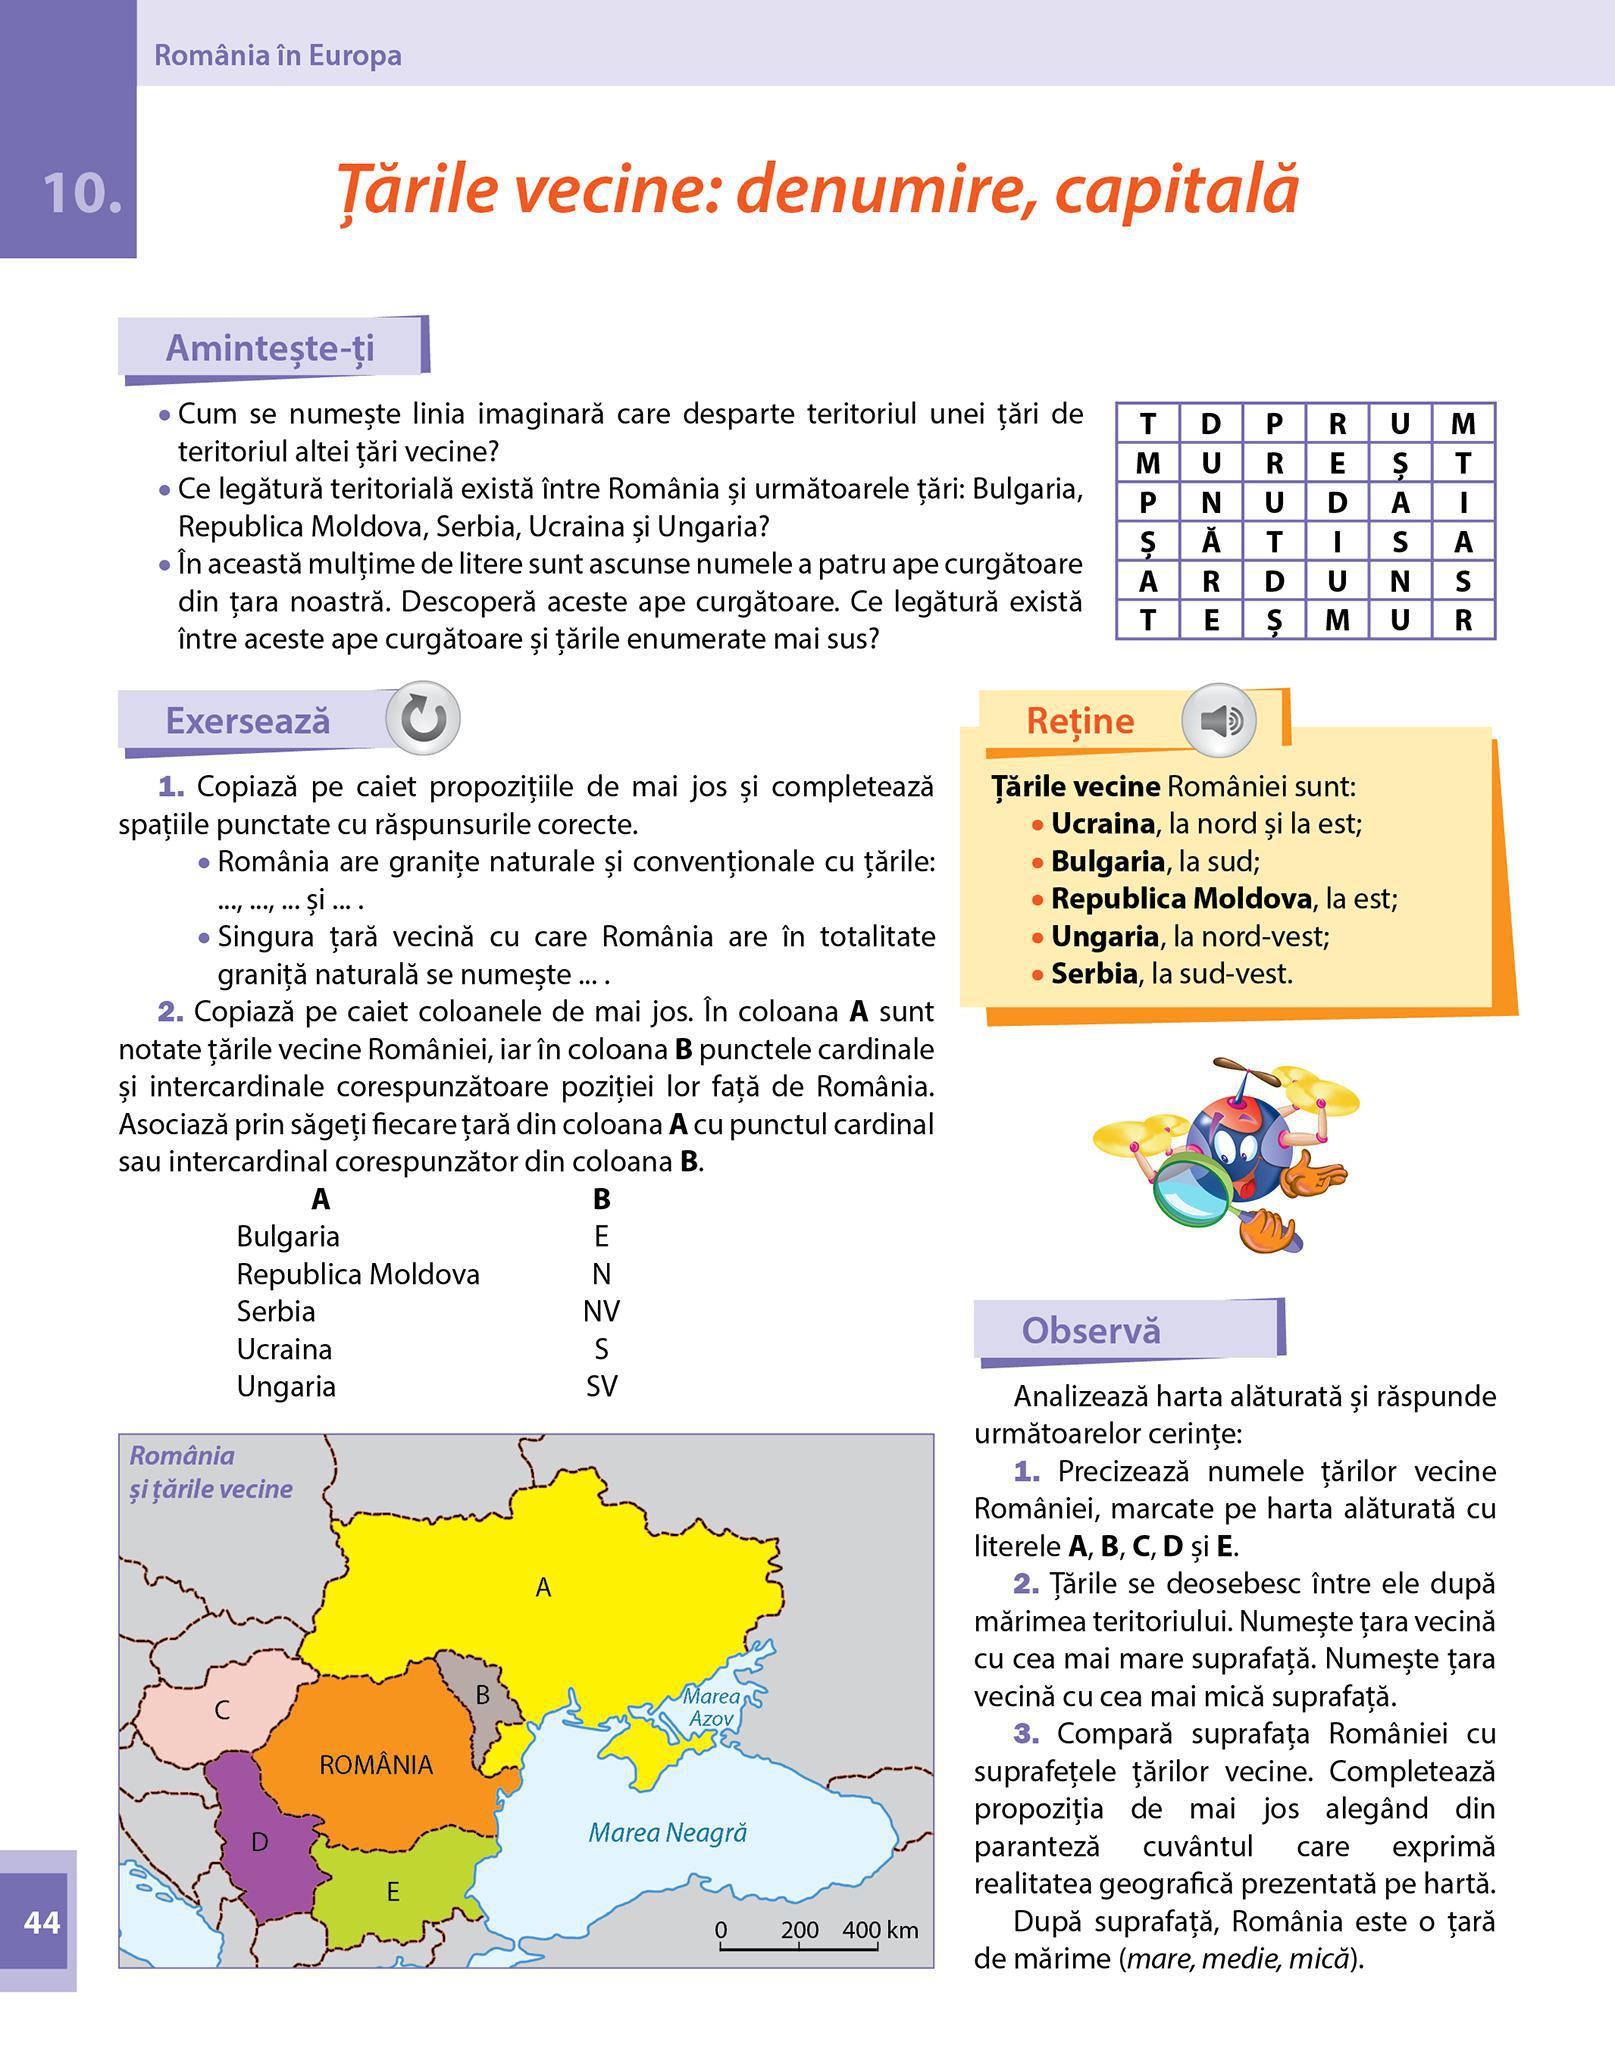 România în Europa
10.
Țările vecine: denumire, capitală
Amintește-ți
• Cum se numește linia imaginară care desparte teritoriul unei țări de
teritoriul altei țări vecine?
• Ce legătură teritorială există între România și următoarele țări: Bulgaria,
Republica Moldova, Serbia, Ucraina și Ungaria?
• În această mulțime de litere sunt ascunse numele a patru ape curgătoare
din țara noastră. Descoperă aceste ape curgătoare. Ce legătură există
între aceste ape curgătoare și țările enumerate mai sus?
T D P R U M
M U R E Ș T
P N U D A I
Ș Ă T I S A
A R D U N S
T E Ș M U R
Exersează
1. Copiază pe caiet propozițiile de mai jos și completează
spațiile punctate cu răspunsurile corecte.
• România are granițe naturale și convenționale cu țările:
..., ..., ... și ... .
• Singura țară vecină cu care România are în totalitate
graniță naturală se numește ... .
2. Copiază pe caiet coloanele de mai jos. În coloana A sunt
notate țările vecine României, iar în coloana B punctele cardinale
și intercardinale corespunzătoare poziției lor față de România.
Asociază prin săgeți fiecare țară din coloana A cu punctul cardinal
sau intercardinal corespunzător din coloana B.
A B
Bulgaria E
Republica Moldova N
Serbia NV
Ucraina S
Ungaria SV
Reține
Țările vecine României sunt:
• Ucraina, la nord și la est;
• Bulgaria, la sud;
• Republica Moldova, la est;
• Ungaria, la nord-vest;
• Serbia, la sud-vest.
România
și țările vecine
A
B
C
Marea
Azov
ROMÂNIA
Marea Neagră
D
E
0 200 400 km
Observă
Analizează harta alăturată și răspunde
următoarelor cerințe:
1. Precizează numele țărilor vecine
României, marcate pe harta alăturată cu
literele A, B, C, D și E.
2. Țările se deosebesc între ele după
mărimea teritoriului. Numește țara vecină
cu cea mai mare suprafață. Numește țara
vecină cu cea mai mică suprafață.
3. Compară suprafața României cu
suprafețele țărilor vecine. Completează
propoziția de mai jos alegând din
paranteză cuvântul care exprimă
realitatea geografică prezentată pe hartă.
După suprafață, România este o țară
de mărime (mare, medie, mică).
44